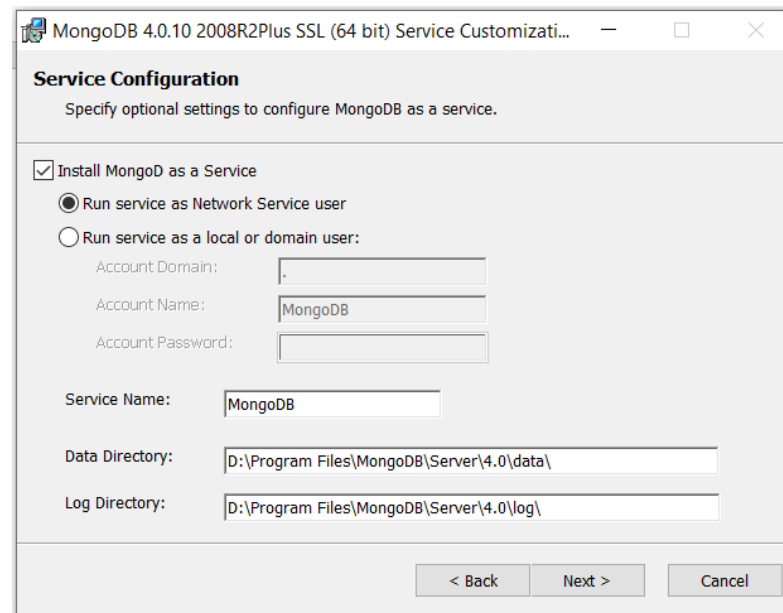 MongoDB 4.0.10 2008R2Plus SSL (64 bit) Service Customizati...
Service Configuration
Specify optional settings to configure MongoDB as a service.
Install MongoD as a Service
Run service as Network Service user
Run service as a local or domain user:
Account Domain: .
Account Name: MongoDB
Account Password:
Service Name: MongoDB
Data Directory: D:\Program Files\MongoDB\Server\4.0\data\
Log Directory: D:\Program Files\MongoDB\Server\4.0\log\
< Back Next > Cancel